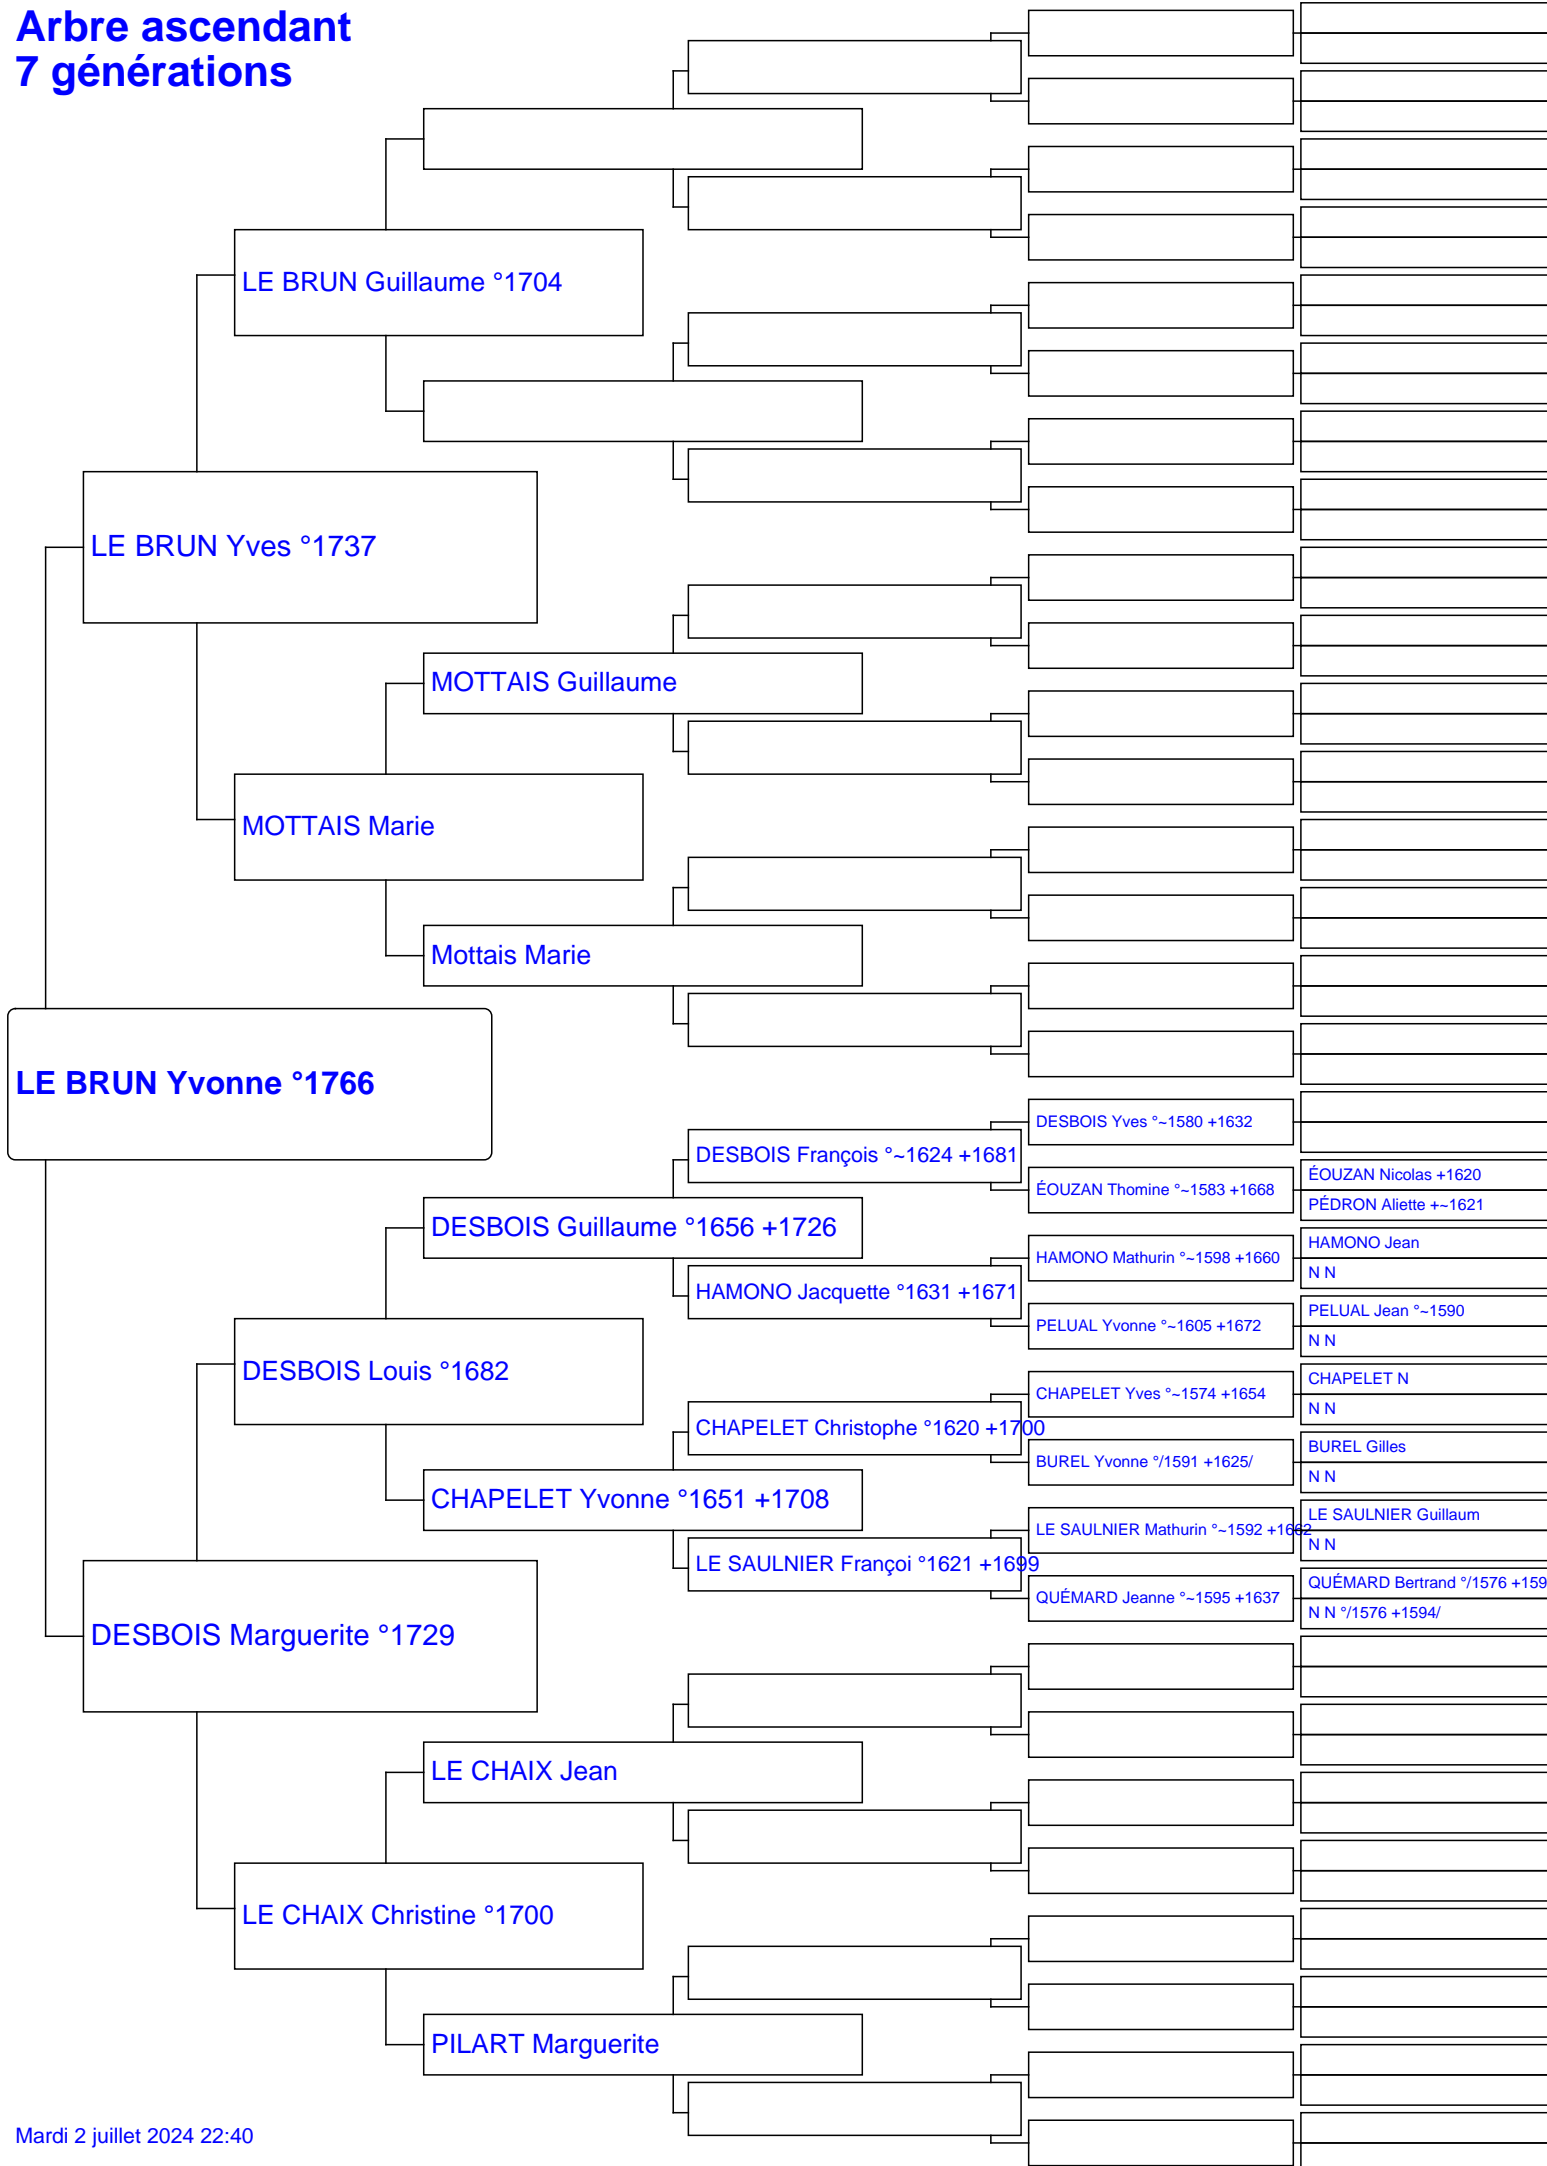 Arbre ascendant
7 générations
LE BRUN Guillaume °1704
LE BRUN Yves °1737
MOTTAIS Guillaume
MOTTAIS Marie
Mottais Marie
LE BRUN Yvonne °1766
DESBOIS Yves °~1580 +1632
DESBOIS François °~1624 +1681
ÉOUZAN Nicolas +1620
ÉOUZAN Thomine °~1583 +1668
PÉDRON Aliette +~1621
DESBOIS Guillaume °1656 +1726
HAMONO Jean
HAMONO Mathurin °~1598 +1660
N N
HAMONO Jacquette °1631 +1671
PELUAL Jean °~1590
PELUAL Yvonne °~1605 +1672
N N
DESBOIS Louis °1682
CHAPELET N
CHAPELET Yves °~1574 +1654
N N
CHAPELET Christophe °1620 +1700
BUREL Gilles
BUREL Yvonne °/1591 +1625/
N N
CHAPELET Yvonne °1651 +1708
LE SAULNIER Guillaum
LE SAULNIER Mathurin °~1592 +1662
N N
LE SAULNIER Françoi °1621 +1699
QUÉMARD Bertrand °/1576 +159
QUÉMARD Jeanne °~1595 +1637
N N °/1576 +1594/
DESBOIS Marguerite °1729
LE CHAIX Jean
LE CHAIX Christine °1700
PILART Marguerite
Mardi 2 juillet 2024 22:40